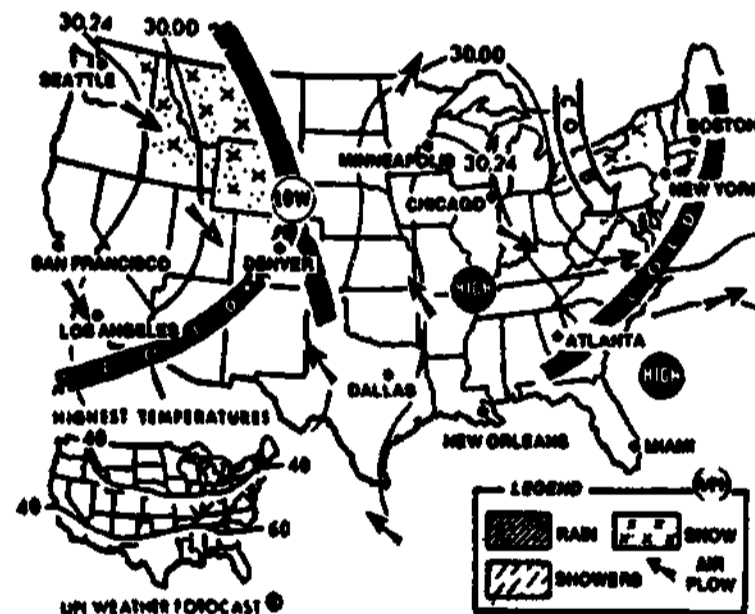 30.24 30.00
30.00
SEATTLE
BOSTON
MINNEAPOLIS
30.24
NEW YORK
LOW
CHICAGO
SAN FRANCISCO
DENVER
HIGH
COLD
LOS ANGELES
ATLANTA
HIGH
DALLAS
HIGHEST TEMPERATURES
NEW ORLEANS
MIAMI
40
40
40
60
LEGEND
RAIN
SNOW
SHOWERS
AIR
FLOW
UPI WEATHER FOTOCAST